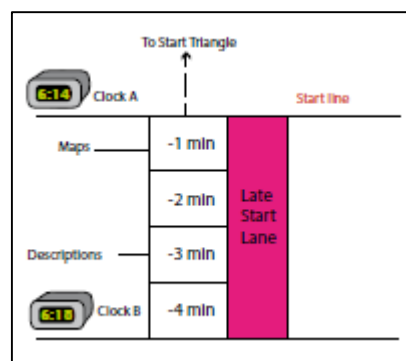 To Start Triangle
6:14 Clock A
Start line
Maps
-1 min
-2 min
Late
Start
Lane
Descriptions
-3 min
6:18 Clock B
-4 min